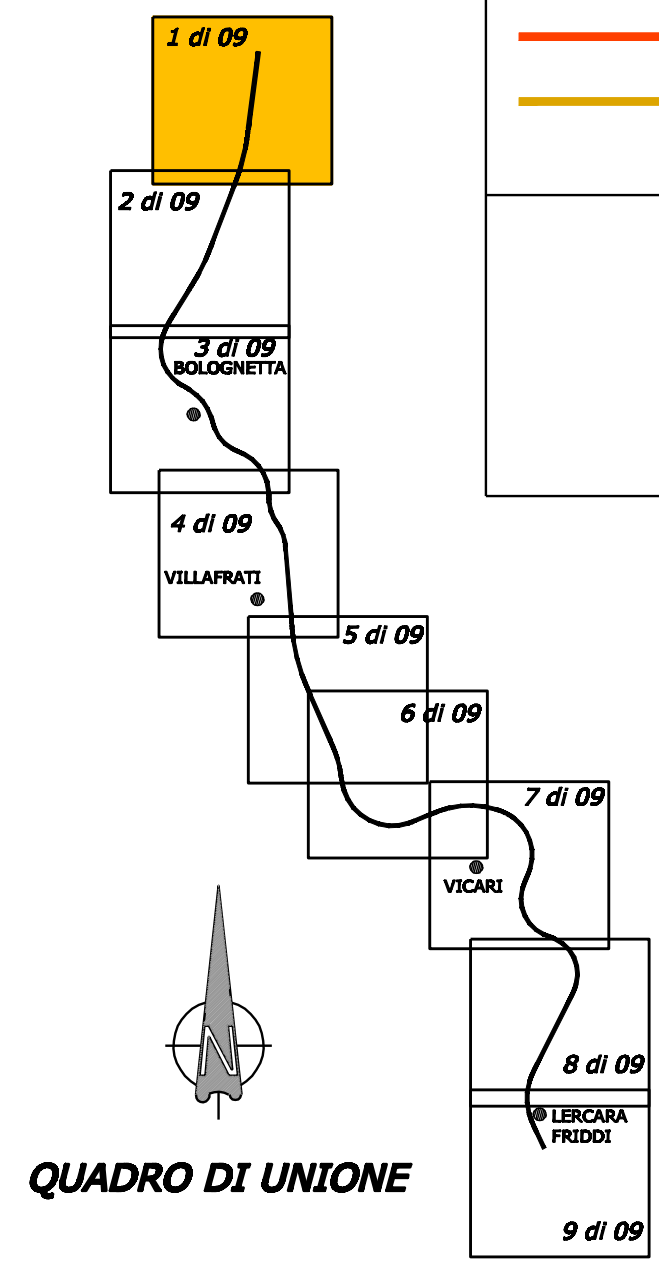 1 di 09
2 di 09
3 di 09
BOLOGNETTA
4 di 09
VILLAFRATI
5 di 09
6 di 09
7 di 09
VICARI
N
8 di 09
LERCARA
FRIDDI
QUADRO DI UNIONE
9 di 09